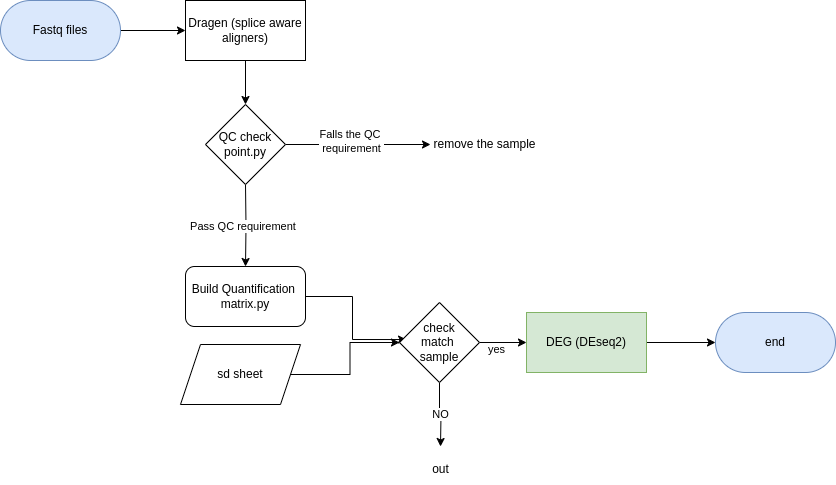 Fastq files
Dragen (splice aware
aligners)
QC check
point.py
Falls the QC
requirement
remove the sample
Pass QC requirement
Build Quantification
matrix.py
sd sheet
check
match
sample
yes
DEG (DEseq2)
end
NO
out